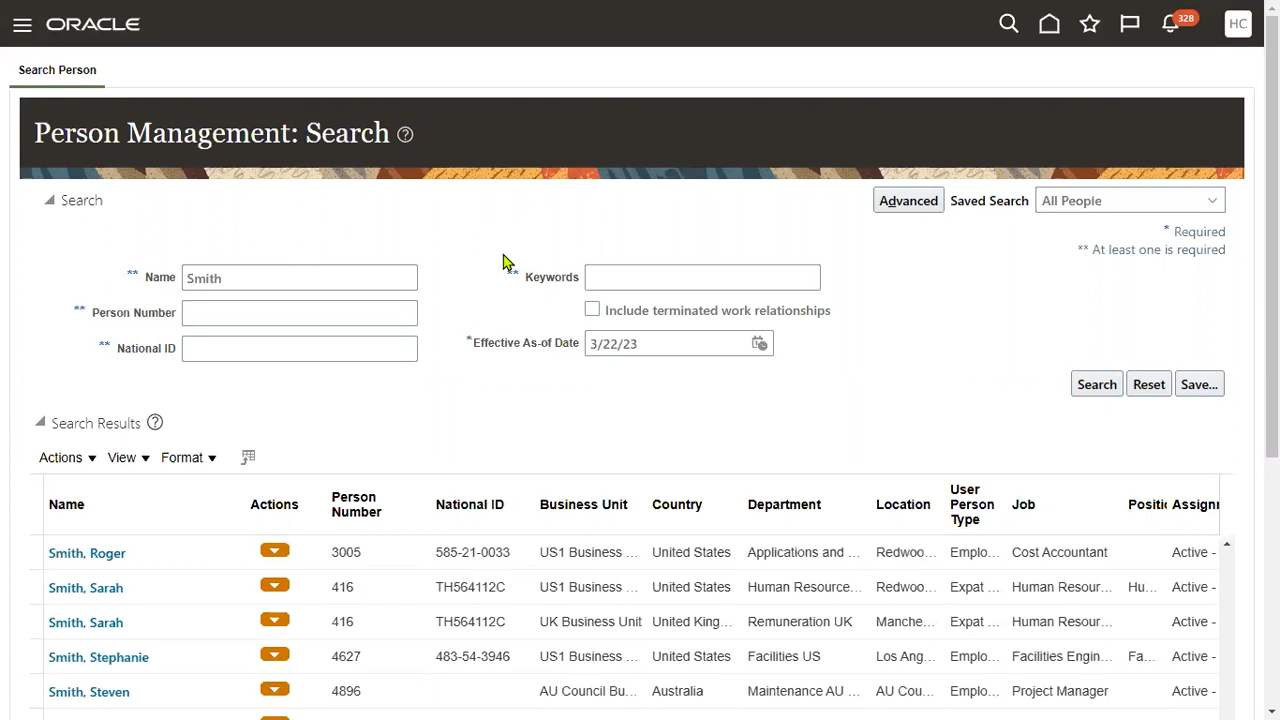 ORACLE
328
HC
Search Person
Person Management: Search ?
Search
Advanced Saved Search All People
* Required
** At least one is required
** Name Smith
** Keywords
** Person Number
Include terminated work relationships
** National ID
*Effective As-of Date 3/22/23
Search Reset Save...
Search Results ?
Actions View Format
Name Actions Person Number National ID Business Unit Country Department Location User Person Type Job Positi Assignr
Smith, Roger 3005 585-21-0033 US1 Business ... United States Applications and ... Redwoo... Emplo ... Cost Accountant Active -
Smith, Sarah 416 TH564112C US1 Business ... United States Human Resource... Redwoo... Expat ... Human Resour... Hu... Active -
Smith, Sarah 416 TH564112C UK Business Unit United King... Remuneration UK Manche... Expat ... Human Resour... Active -
Smith, Stephanie 4627 483-54-3946 US1 Business ... United States Facilities US Los Ang... Emplo ... Facilities Engin... Fa... Active -
Smith, Steven 4896 AU Council Bu... Australia Maintenance AU ... AU Cou... Emplo ... Project Manager Active -